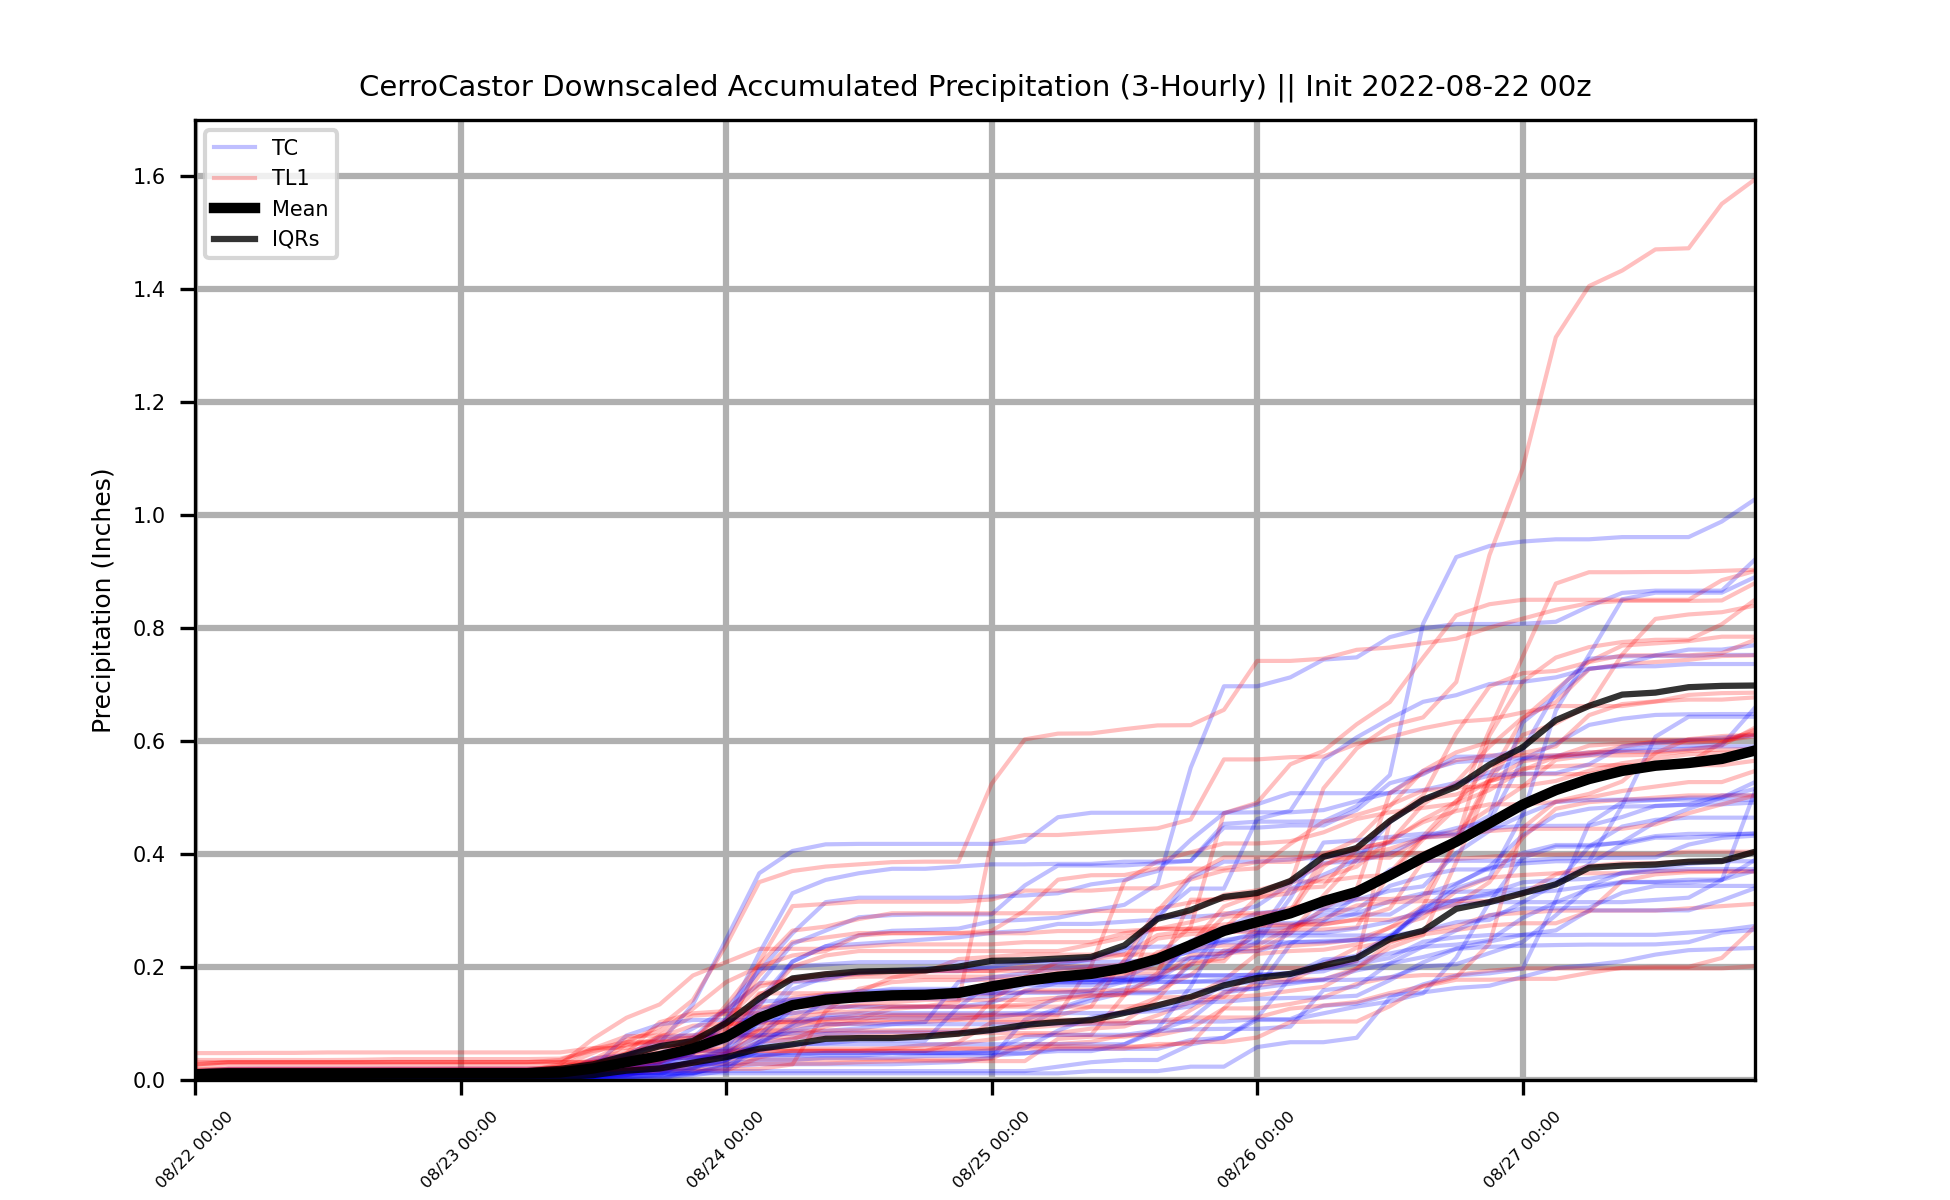 CerroCastor Downscaled Accumulated Precipitation (3-Hourly) || Init 2022-08-22 00z
TC
TL1
Mean
IQRs
Precipitation (Inches)
1.6
1.4
1.2
1.0
0.8
0.6
0.4
0.2
0.0
08/22 00:00
08/23 00:00
08/24 00:00
08/25 00:00
08/26 00:00
08/27 00:00